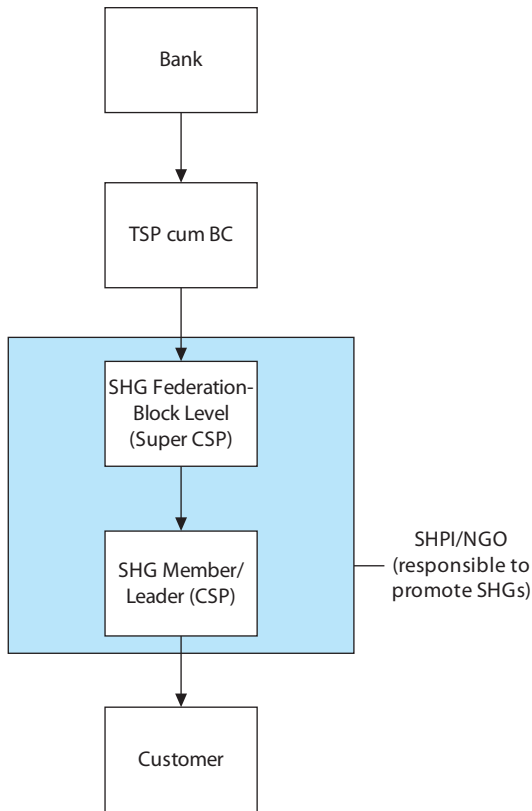 Bank
TSP cum BC
SHG Federation-
Block Level
(Super CSP)
SHG Member/
Leader (CSP)
SHPI/NGO
(responsible to
promote SHGs)
Customer